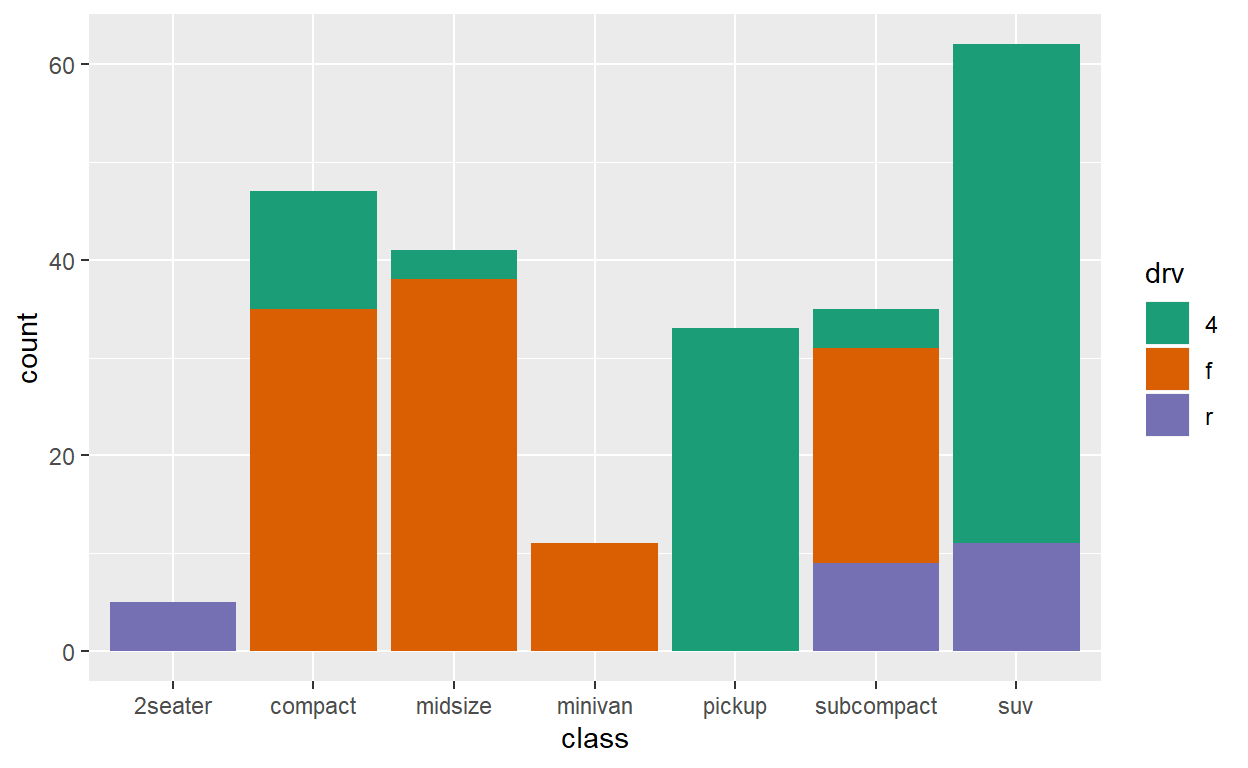 60
40
20
0
count
2seater compact midsize minivan pickup subcompact suv
class
drv
4
f
r